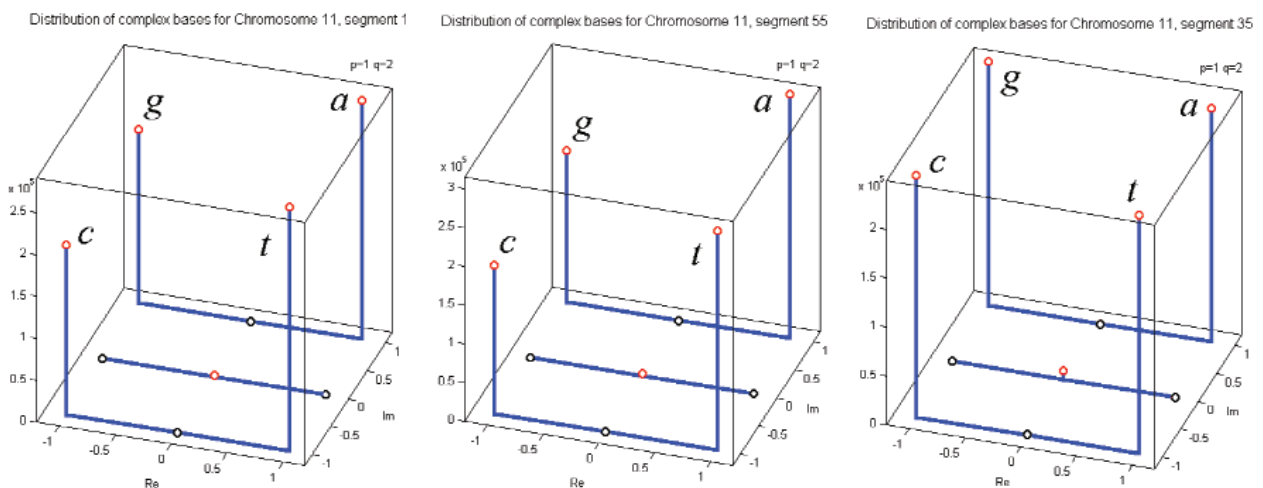 Distribution of complex bases for Chromosome 11, segment 1
p=1 q=2
g
a
c
t
x 10^5
2.5
2
1.5
1
0.5
0
-1
-0.5
0
0.5
1
Re
-1
-0.5
0
0.5
1
Im
Distribution of complex bases for Chromosome 11, segment 55
p=1 q=2
g
a
c
t
x 10^5
3
2.5
2
1.5
1
0.5
0
-1
-0.5
0
0.5
1
Re
-1
-0.5
0
0.5
1
Im
Distribution of complex bases for Chromosome 11, segment 35
p=1 q=2
g
a
c
t
x 10^5
2
1.5
1
0.5
0
-1
-0.5
0
0.5
1
Re
-1
-0.5
0
0.5
1
Im